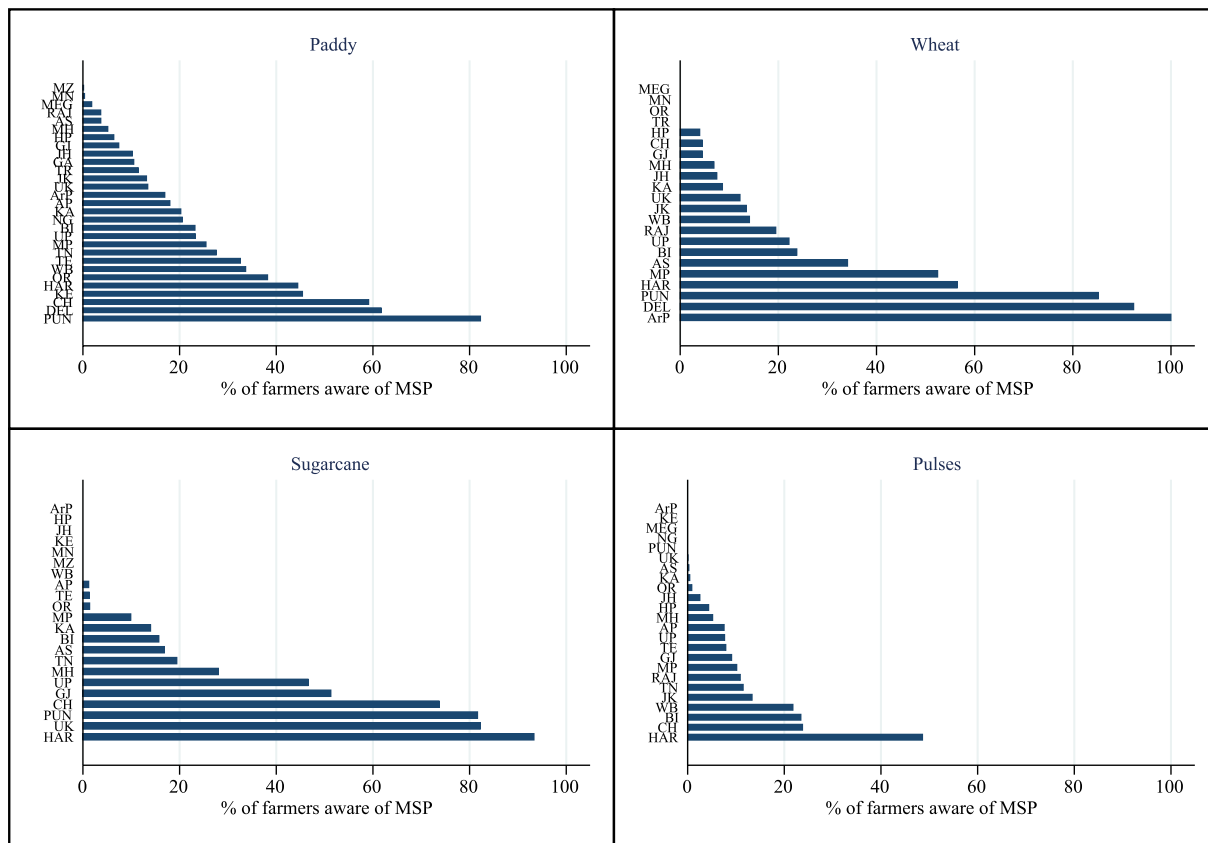 Paddy
MZ
MN
MEG
RAJ
AS
MH
HP
GJ
JH
GA
TR
JK
UK
ArP
AP
KA
NG
BI
UP
MP
TN
TE
WB
OR
HAR
KE
CH
DEL
PUN
0 20 40 60 80 100
% of farmers aware of MSP
Wheat
MEG
MN
OR
TR
HP
CH
GJ
MH
JH
KA
UK
JK
WB
RAJ
UP
BI
AS
MP
HAR
PUN
DEL
ArP
0 20 40 60 80 100
% of farmers aware of MSP
Sugarcane
ArP
HP
JH
KE
MN
MZ
WB
AP
TE
OR
MP
KA
BI
AS
TN
MH
UP
GJ
CH
PUN
UK
HAR
0 20 40 60 80 100
% of farmers aware of MSP
Pulses
ArP
KE
MEG
NG
PUN
UK
AS
KA
OR
JH
HP
MH
AP
UP
TE
GJ
MP
RAJ
TN
JK
WB
BI
CH
HAR
0 20 40 60 80 100
% of farmers aware of MSP